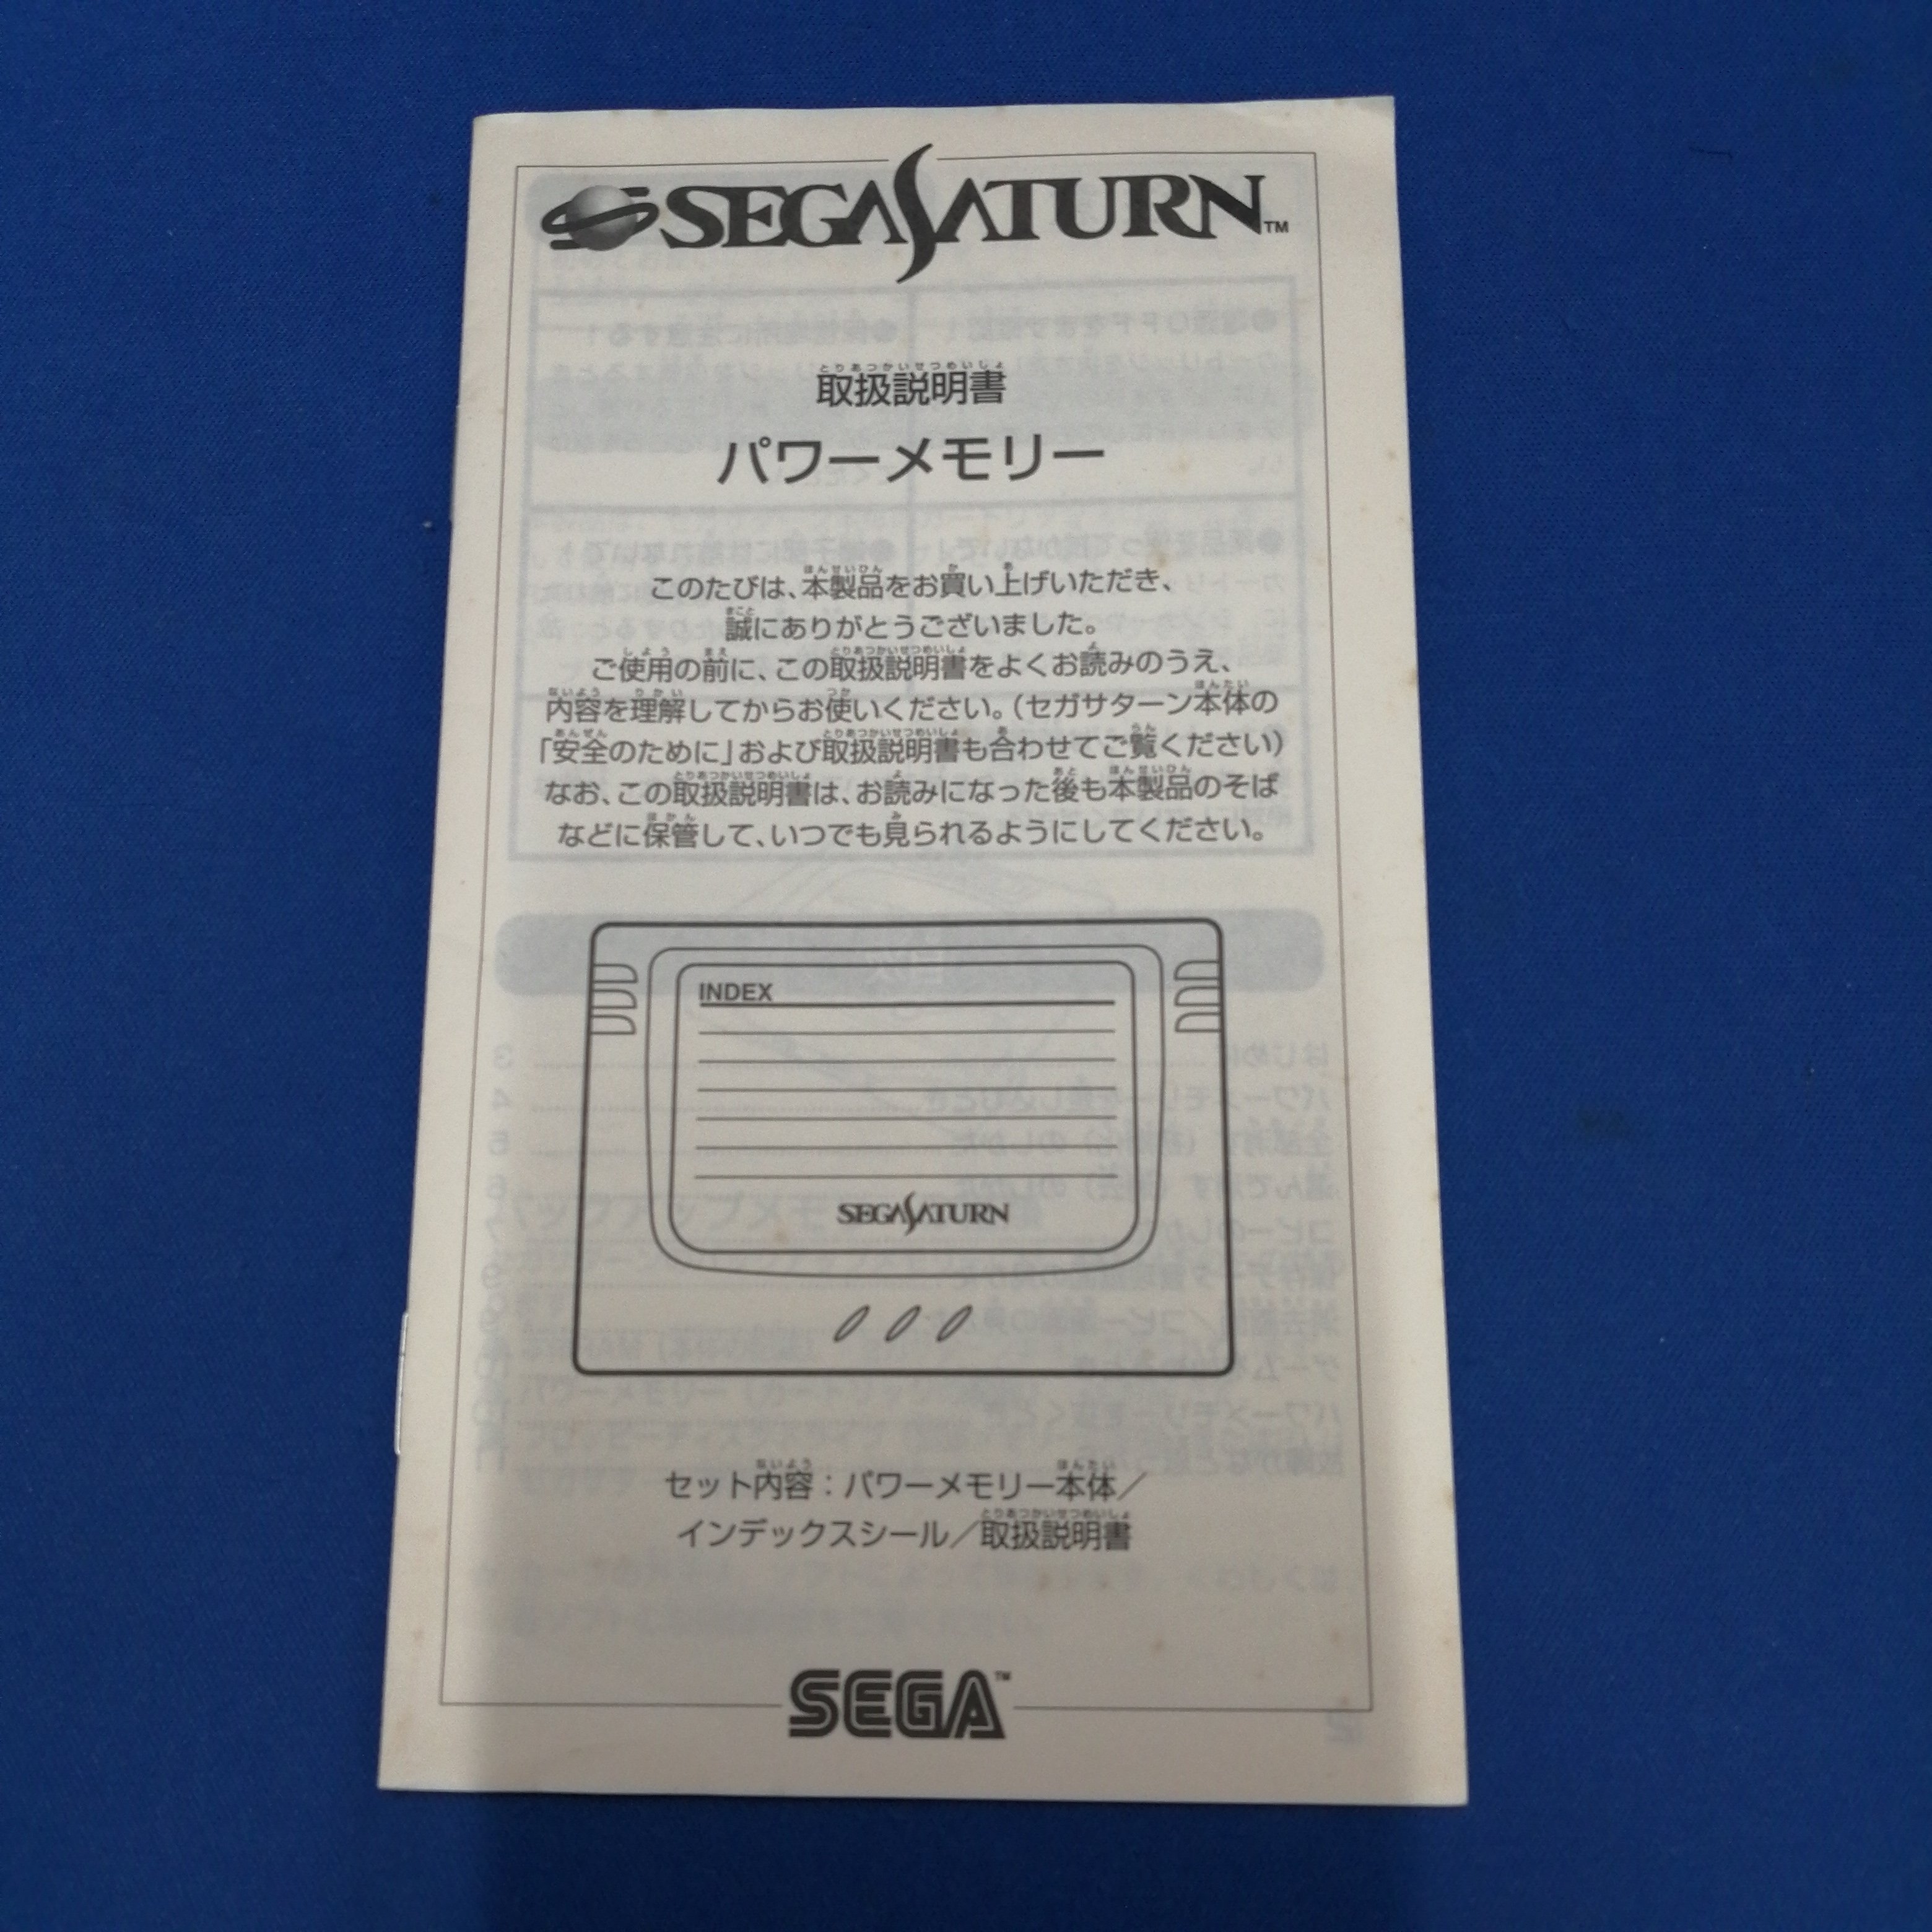 SEGASATURN™
取扱説明書
パワーメモリー
このたびは、本製品をお買い上げいただき、
誠にありがとうございました。
ご使用の前に、この取扱説明書をよくお読みのうえ、
内容を理解してからお使いください。（セガサターン本体の
「安全のために」および取扱説明書も合わせてご覧ください）
なお、この取扱説明書は、お読みになった後も本製品のそば
などに保管して、いつでも見られるようにしてください。
INDEX
SEGASATURN
セット内容：パワーメモリー本体／
インデックスシール／取扱説明書
SEGA™